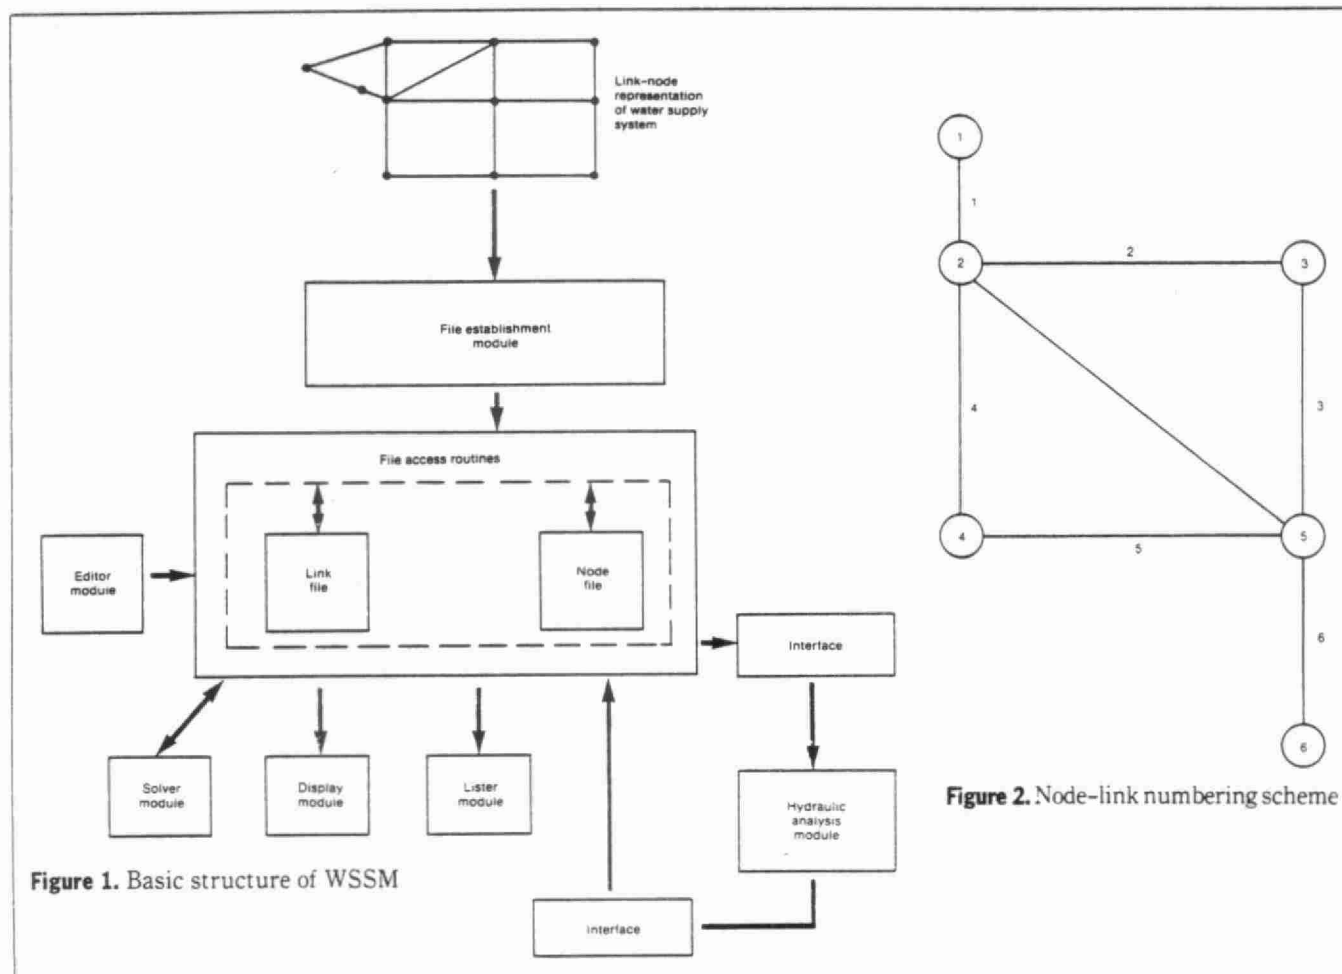 Link–node
representation
of water supply
system
File establishment
module
File access routines
Link
file
Node
file
Editor
module
Interface
Solver
module
Display
module
Lister
module
Hydraulic
analysis
module
Interface
Figure 1. Basic structure of WSSM
1
1
2
2
3
4
3
4
5
5
6
6
Figure 2. Node–link numbering scheme